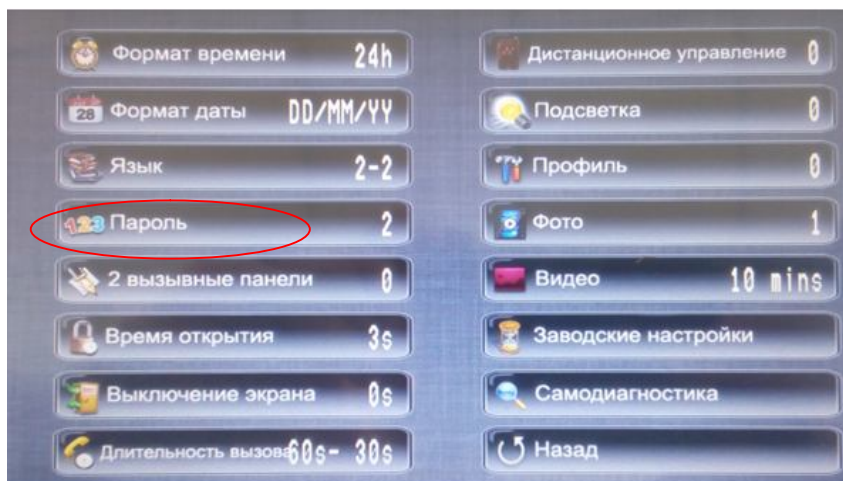 Формат времени 24h
Формат даты DD/MM/YY
28
Язык 2-2
123 Пароль 2
2 вызывные панели 0
Время открытия 3s
Выключение экрана 0s
Длительность вызова 60s- 30s
Дистанционное управление 0
Подсветка 0
Профиль 0
Фото 1
Видео 10 mins
Заводские настройки
Самодиагностика
Назад